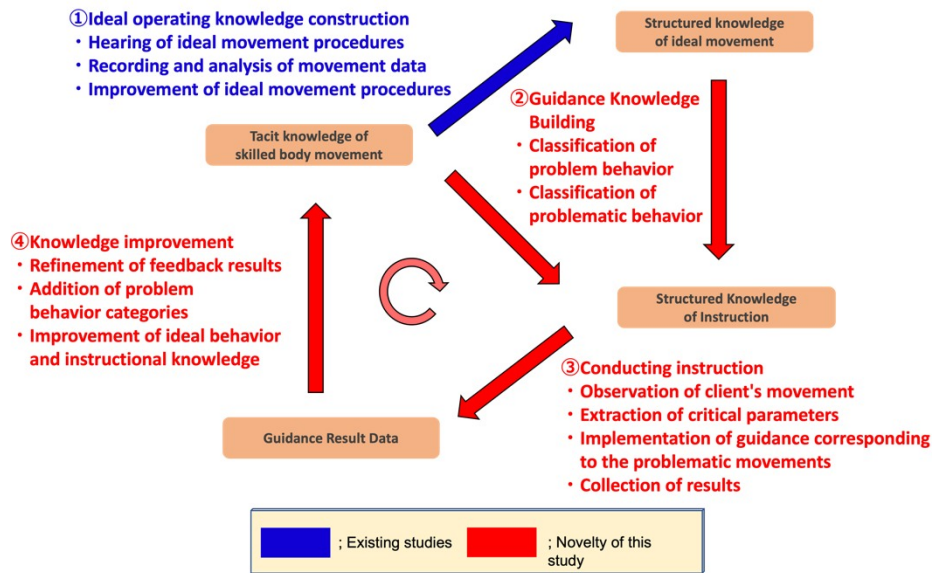 ①Ideal operating knowledge construction
・Hearing of ideal movement procedures
・Recording and analysis of movement data
・Improvement of ideal movement procedures
Structured knowledge
of ideal movement
Tacit knowledge of
skilled body movement
②Guidance Knowledge
Building
・Classification of
problem behavior
・Classification of
problematic behavior
④Knowledge improvement
・Refinement of feedback results
・Addition of problem
behavior categories
・Improvement of ideal behavior
and instructional knowledge
Structured Knowledge
of Instruction
③Conducting instruction
・Observation of client's movement
・Extraction of critical parameters
・Implementation of guidance corresponding
to the problematic movements
・Collection of results
Guidance Result Data
; Existing studies
; Novelty of this
study